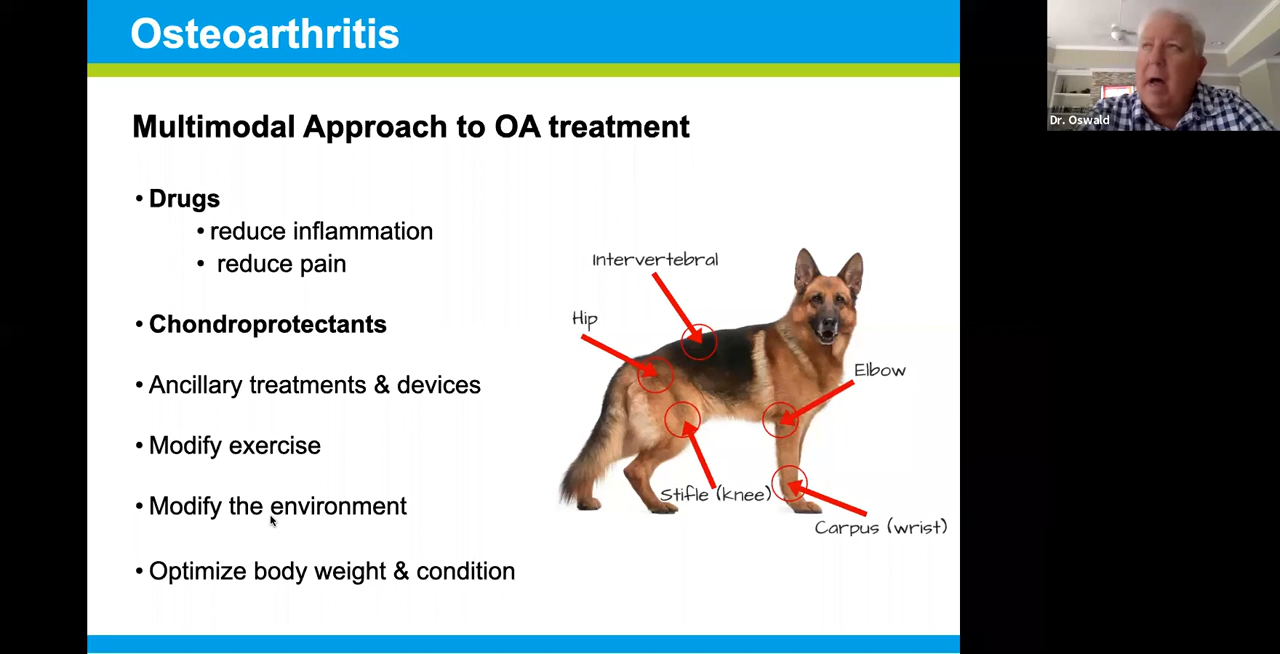 Osteoarthritis
Multimodal Approach to OA treatment
• Drugs
• reduce inflammation
• reduce pain
• Chondroprotectants
• Ancillary treatments & devices
• Modify exercise
• Modify the environment
• Optimize body weight & condition
Intervertebral
Hip
Elbow
Stifle (knee)
Carpus (wrist)
Dr. Oswald